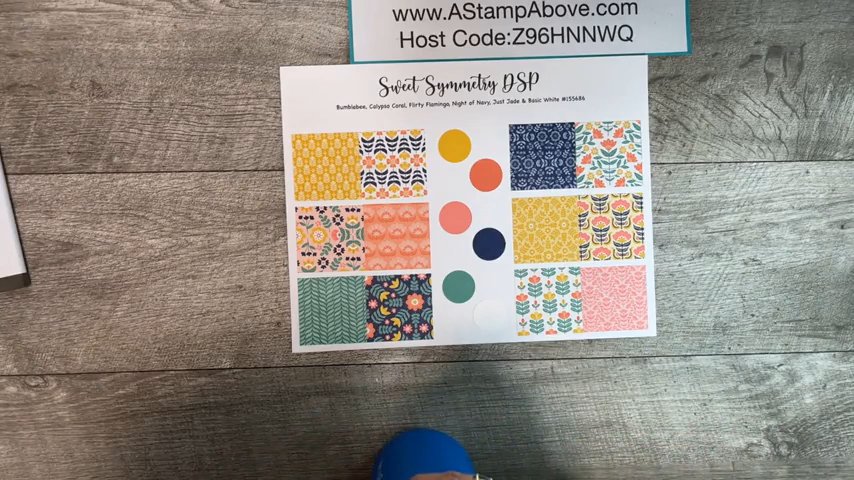 www.AStampAbove.com
Host Code:Z96HNNWQ
Sweet Symmetry DSP
Bumblebee, Calypso Coral, Flirty Flamingo, Night of Navy, Just Jade & Basic White #155686